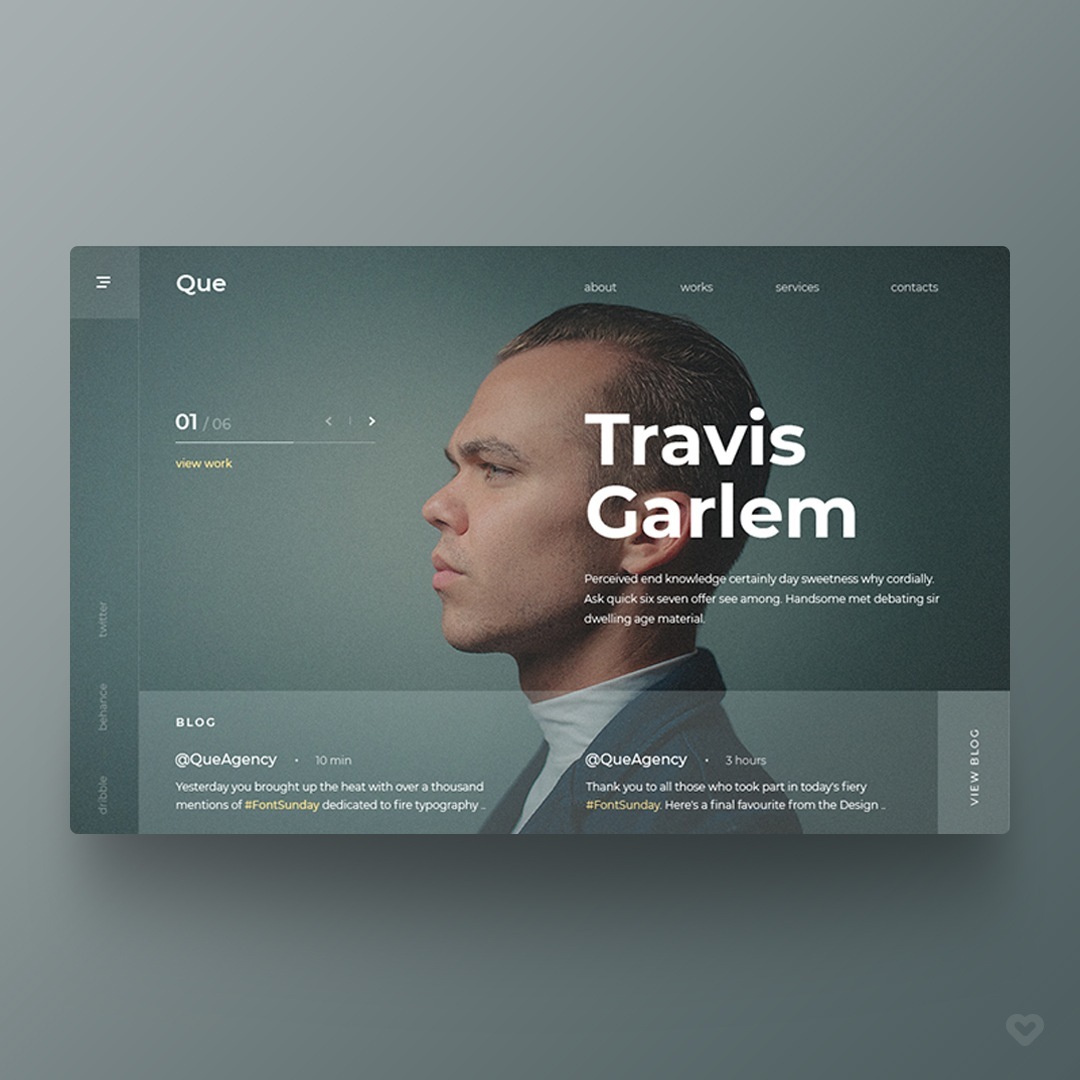 Que
about
works
services
contacts
01 / 06
view work
Travis
Garlem
Perceived end knowledge certainly day sweetness why cordially.
Ask quick six seven offer see among. Handsome met debating sir
dwelling age material.
twitter
behance
dribble
BLOG
@QueAgency • 10 min
Yesterday you brought up the heat with over a thousand
mentions of #FontSunday dedicated to fire typography ..
@QueAgency • 3 hours
Thank you to all those who took part in today's fiery
#FontSunday. Here's a final favourite from the Design ..
VIEW BLOG